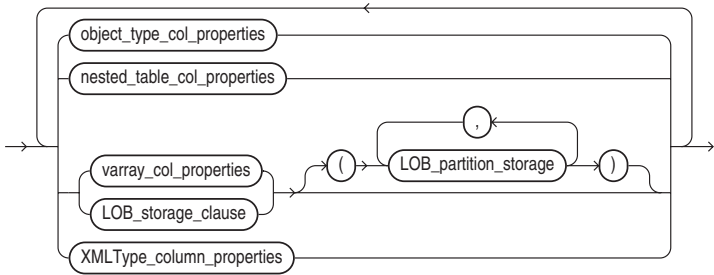 object_type_col_properties
nested_table_col_properties
,
varray_col_properties ( LOB_partition_storage )
LOB_storage_clause
XMLType_column_properties